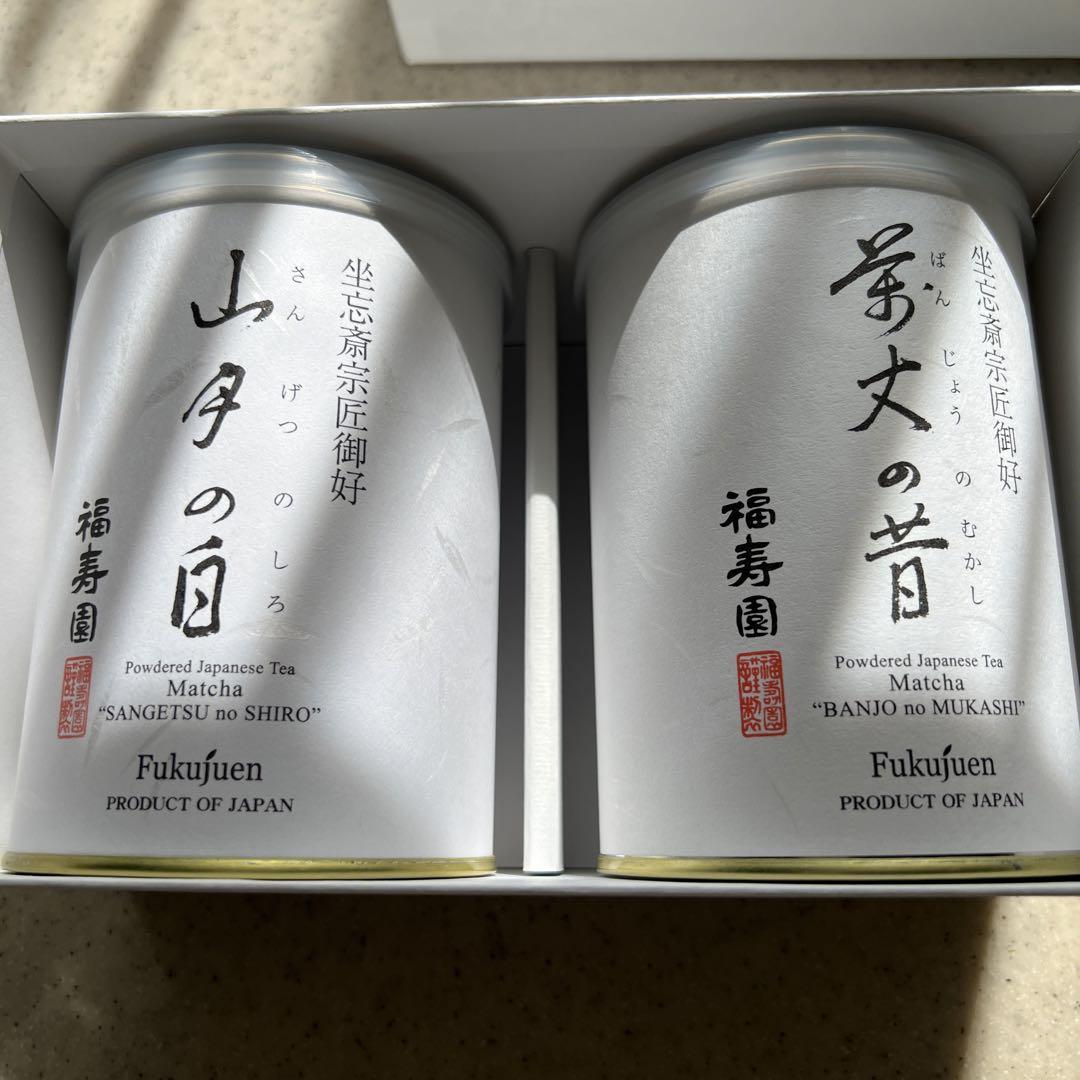 坐忘斎宗匠御好
山月の白
さん げつ の しろ
福寿園
Powdered Japanese Tea
Matcha
“SANGETSU no SHIRO”
Fukujuen
PRODUCT OF JAPAN
坐忘斎宗匠御好
萬丈の昔
ばん じょう の むかし
福寿園
Powdered Japanese Tea
Matcha
“BANJO no MUKASHI”
Fukujuen
PRODUCT OF JAPAN